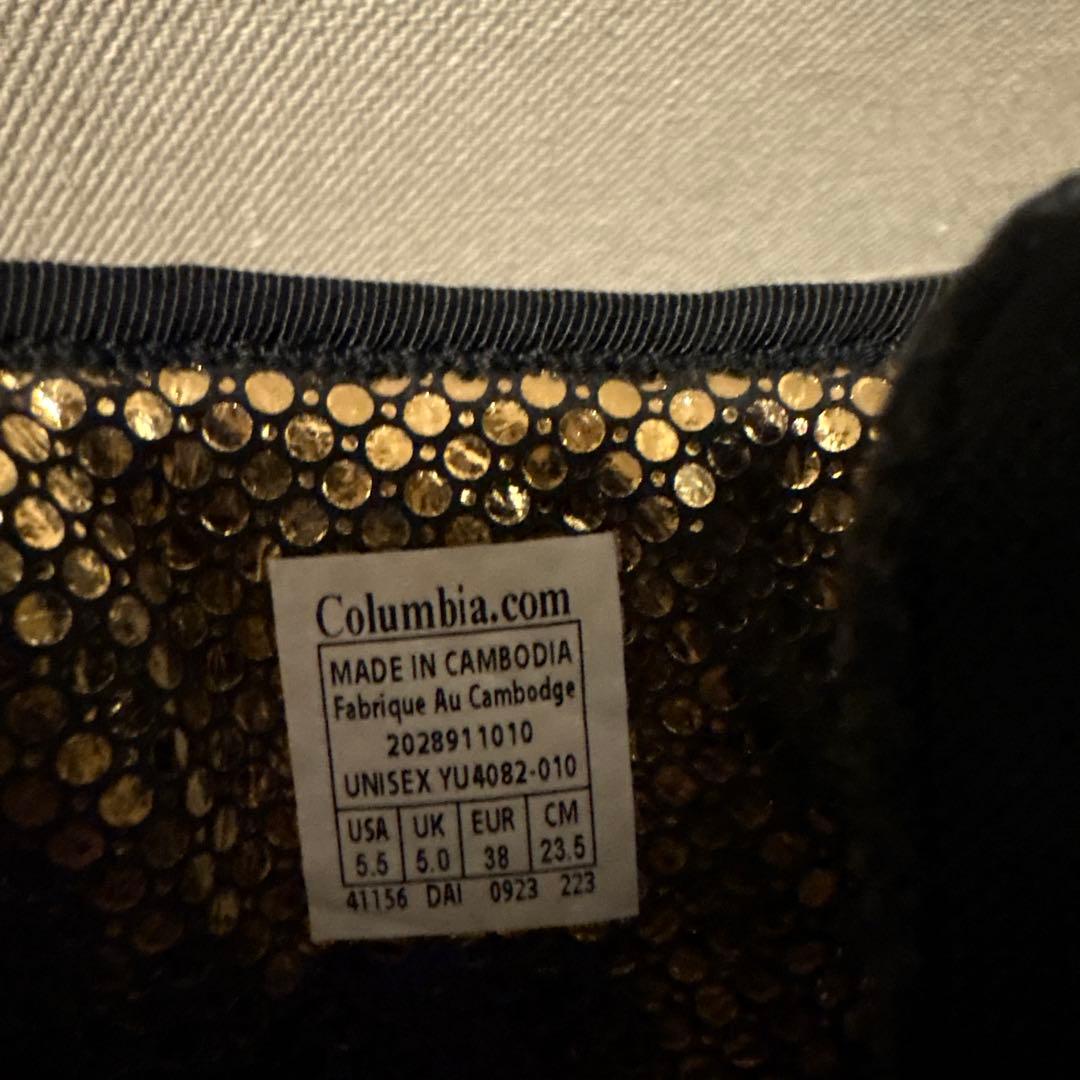 Columbia.com
MADE IN CAMBODIA
Fabrique Au Cambodge
2028911010
UNISEX YU4082-010
USA UK EUR CM
5.5 5.0 38 23.5
41156 DAI 0923 223